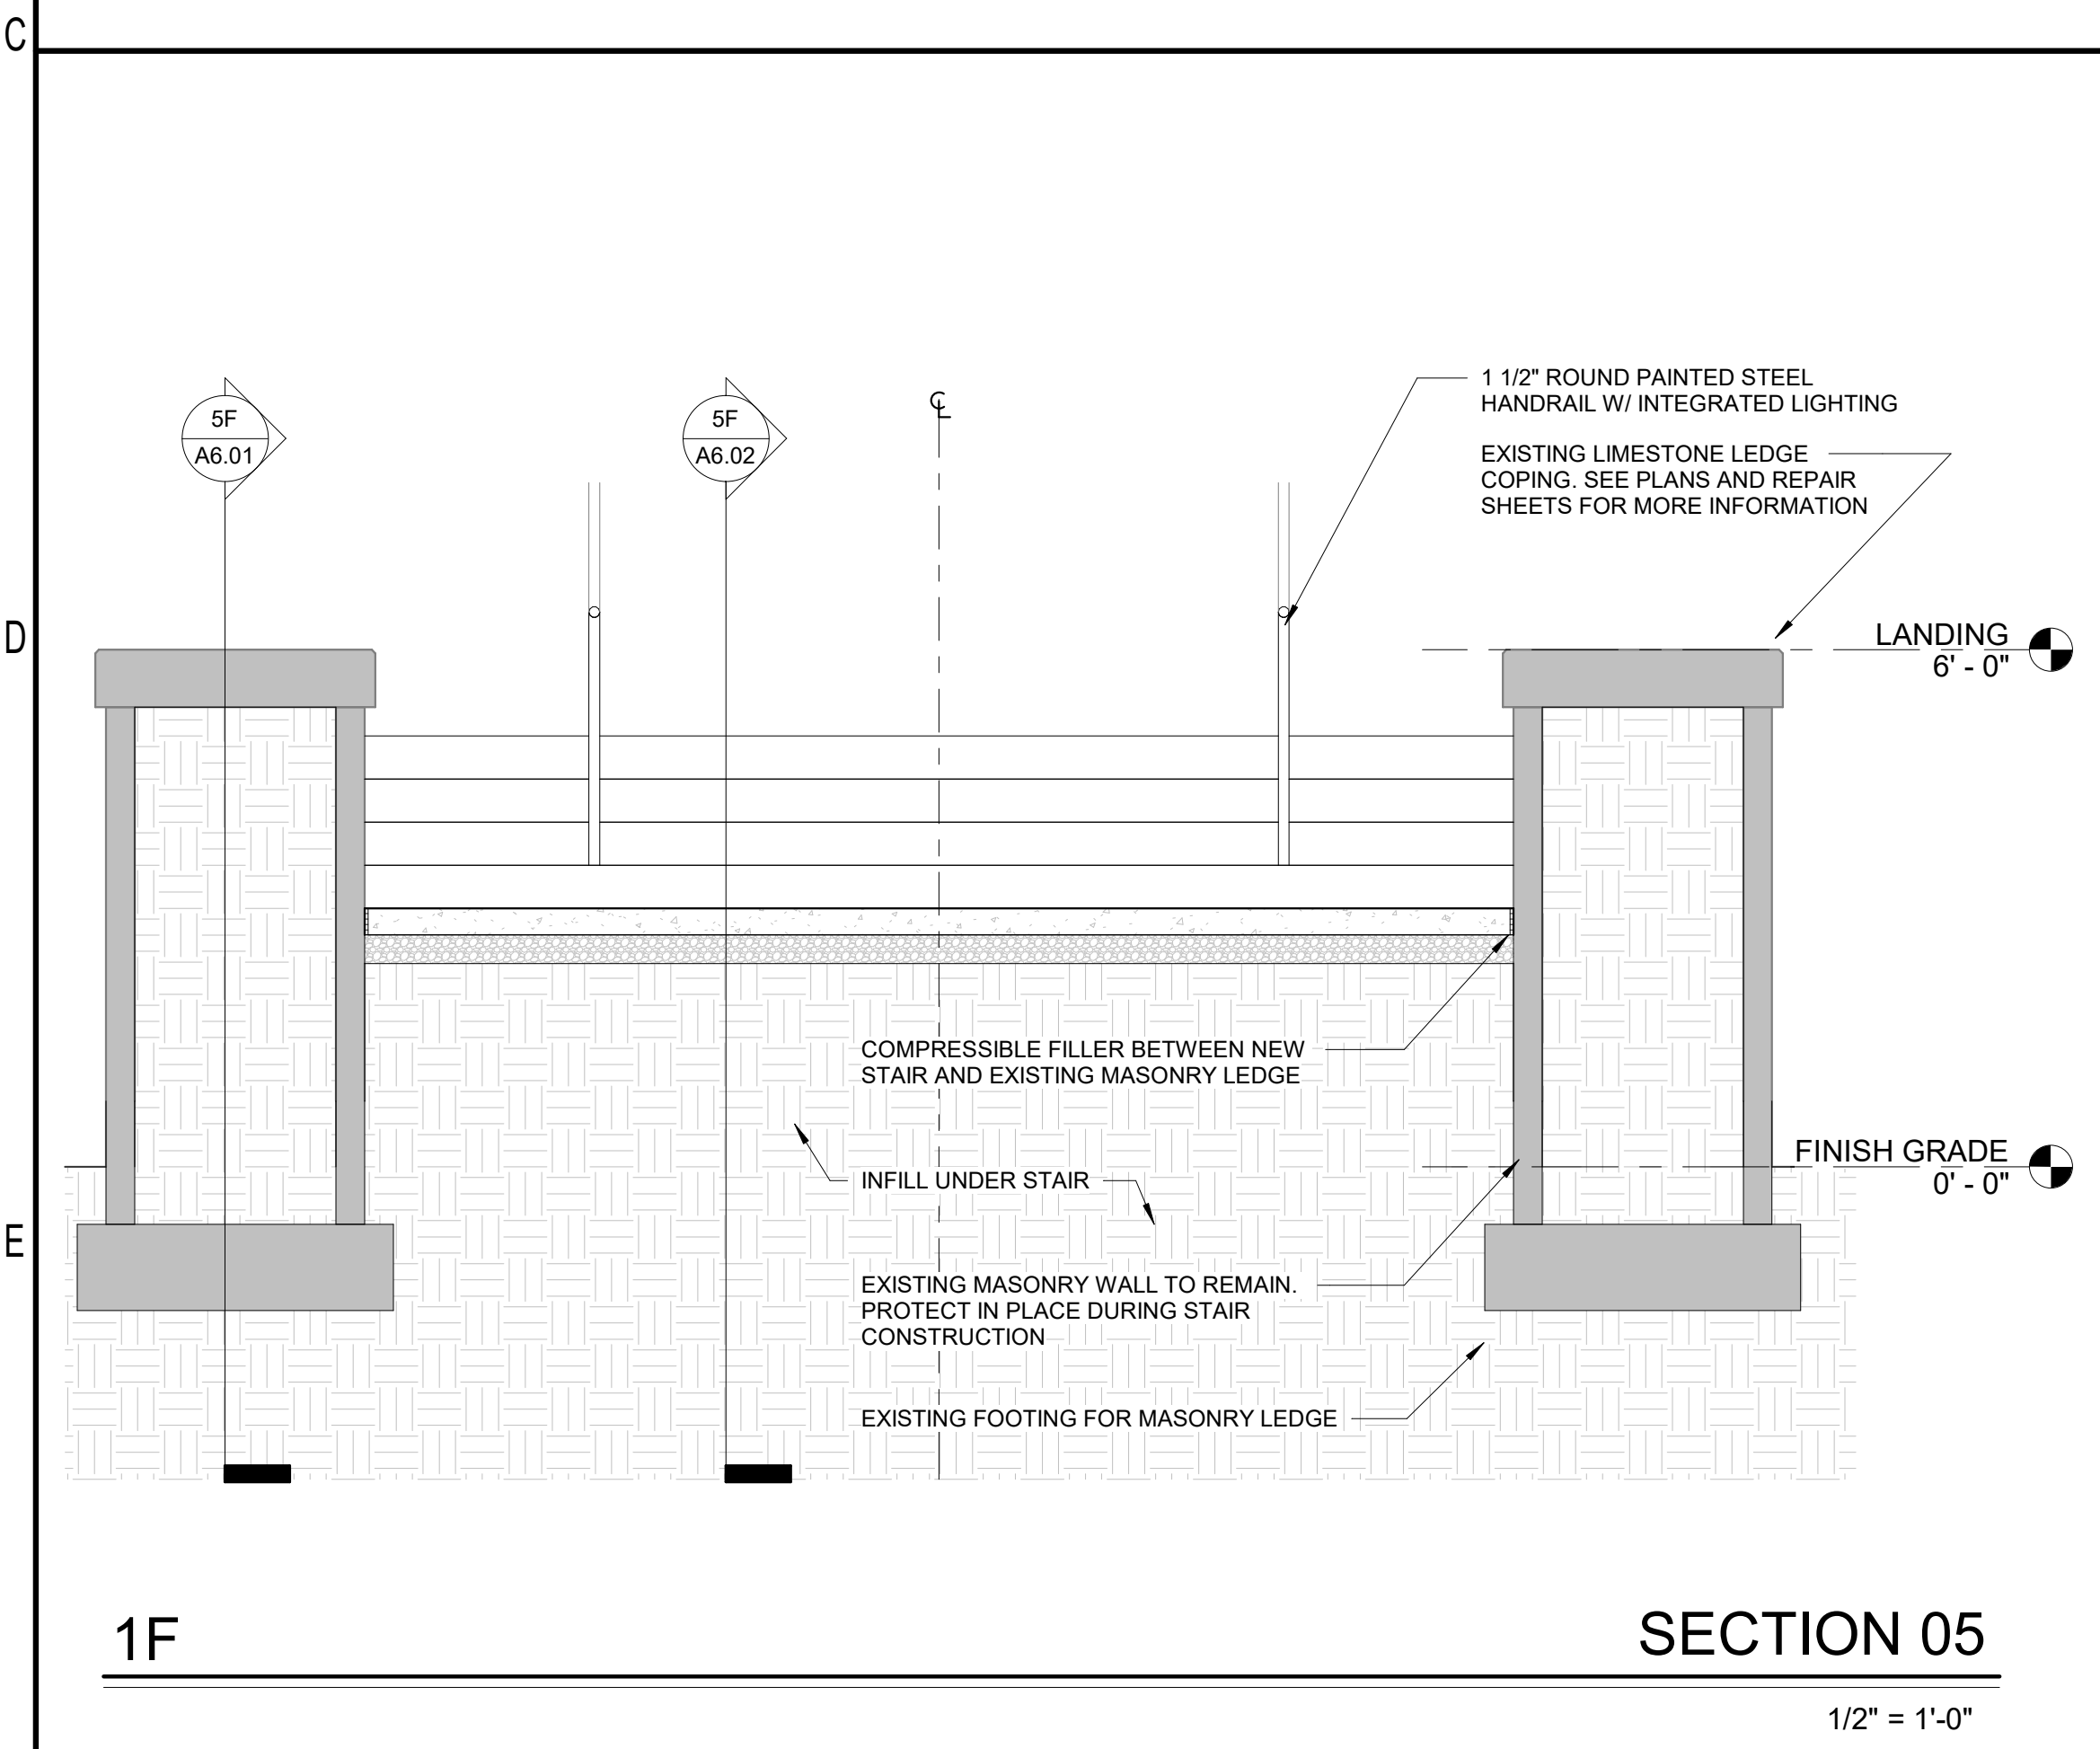 C
5F
A6.01
5F
A6.02
℄
1 1/2" ROUND PAINTED STEEL
HANDRAIL W/ INTEGRATED LIGHTING
EXISTING LIMESTONE LEDGE
COPING. SEE PLANS AND REPAIR
SHEETS FOR MORE INFORMATION
D
LANDING
6' - 0"
COMPRESSIBLE FILLER BETWEEN NEW
STAIR AND EXISTING MASONRY LEDGE
INFILL UNDER STAIR
FINISH GRADE
0' - 0"
E
EXISTING MASONRY WALL TO REMAIN.
PROTECT IN PLACE DURING STAIR
CONSTRUCTION
EXISTING FOOTING FOR MASONRY LEDGE
1F
SECTION 05
1/2" = 1'-0"